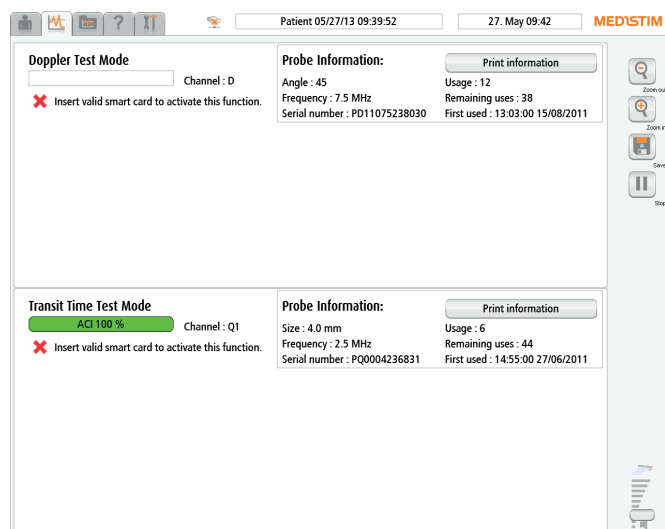 Patient 05/27/13 09:39:52
27. May 09:42
MEDISTIM
Doppler Test Mode
Channel : D
Insert valid smart card to activate this function.
Probe Information:
Print information
Angle : 45
Usage : 12
Frequency : 7.5 MHz
Remaining uses : 38
Serial number : PD11075238030
First used : 13:03:00 15/08/2011
Zoom out
Zoom in
Save
Stop
Transit Time Test Mode
ACI 100 %
Channel : Q1
Insert valid smart card to activate this function.
Probe Information:
Print information
Size : 4.0 mm
Usage : 6
Frequency : 2.5 MHz
Remaining uses : 44
Serial number : PQ0004236831
First used : 14:55:00 27/06/2011